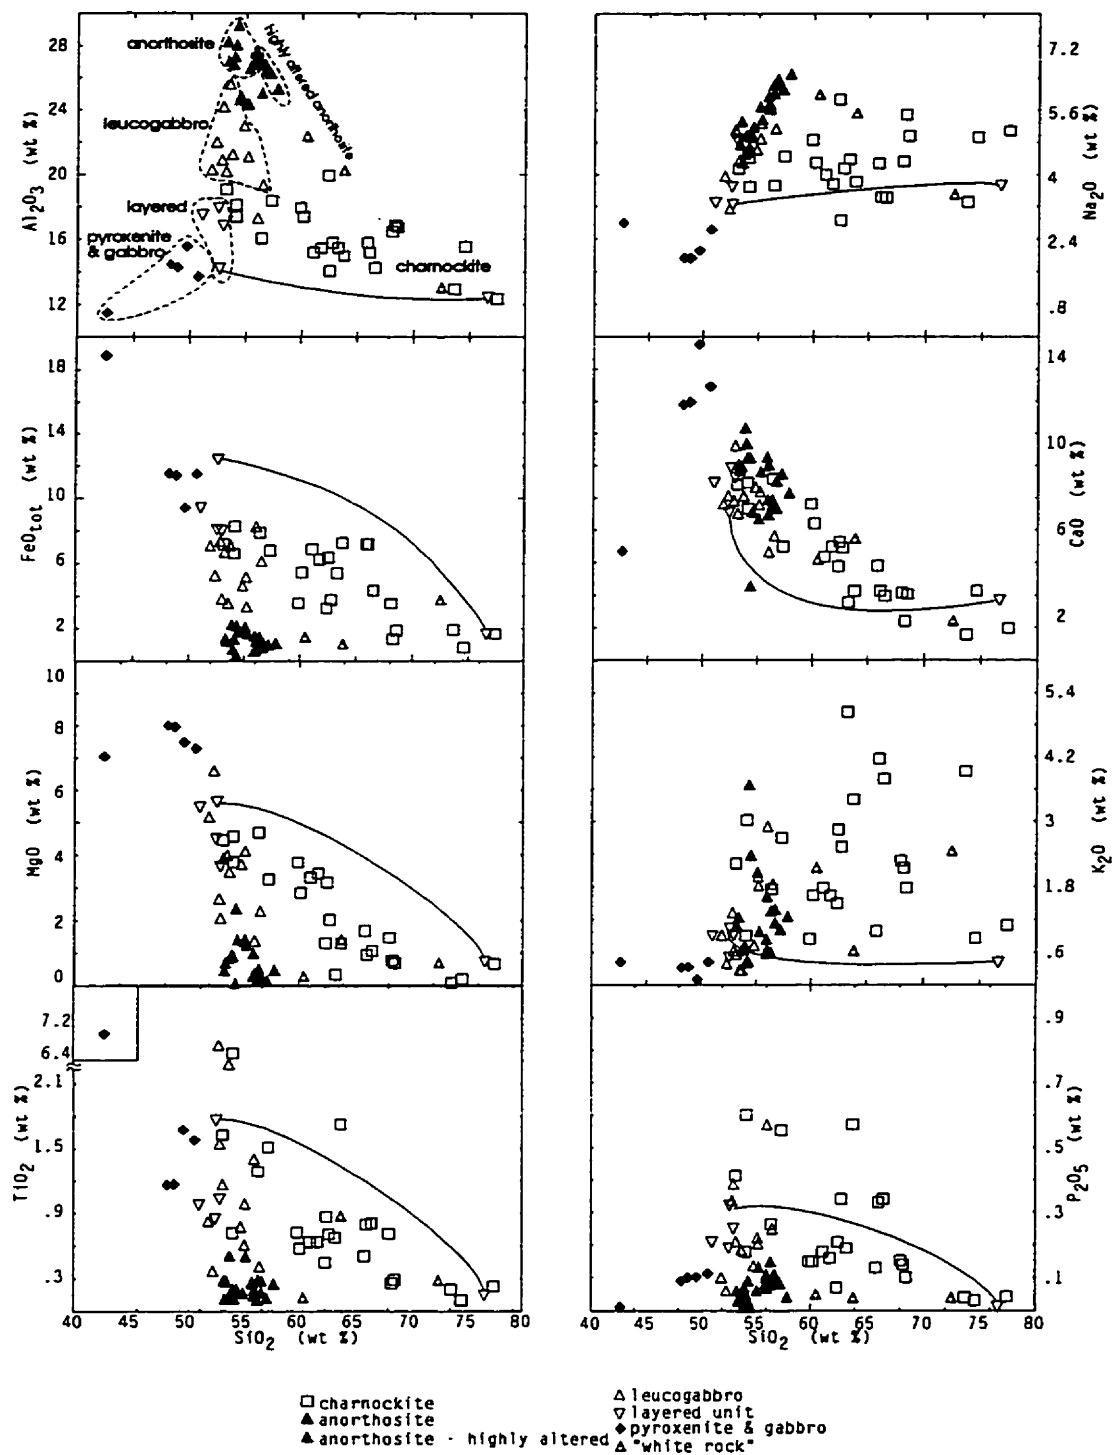 28
24
20
16
12
Al2O3 (wt %)
anorthosite
highly altered anorthosite
leucogabbro
layered
pyroxenite
& gabbro
charnockite
18
14
10
6
2
FeOtot (wt %)
10
8
6
4
2
0
MgO (wt %)
7.2
6.4
2.1
1.5
.9
.3
TiO2 (wt %)
40 45 50 55 60 65 70 75 80
SiO2 (wt %)
7.2
5.6
4
2.4
.8
Na2O (wt %)
14
10
6
2
CaO (wt %)
5.4
4.2
3
1.8
.6
K2O (wt %)
.9
.7
.5
.3
.1
P2O5 (wt %)
40 45 50 55 60 65 70 75 80
SiO2 (wt %)
charnockite
anorthosite
anorthosite - highly altered
leucogabbro
layered unit
pyroxenite & gabbro
"white rock"